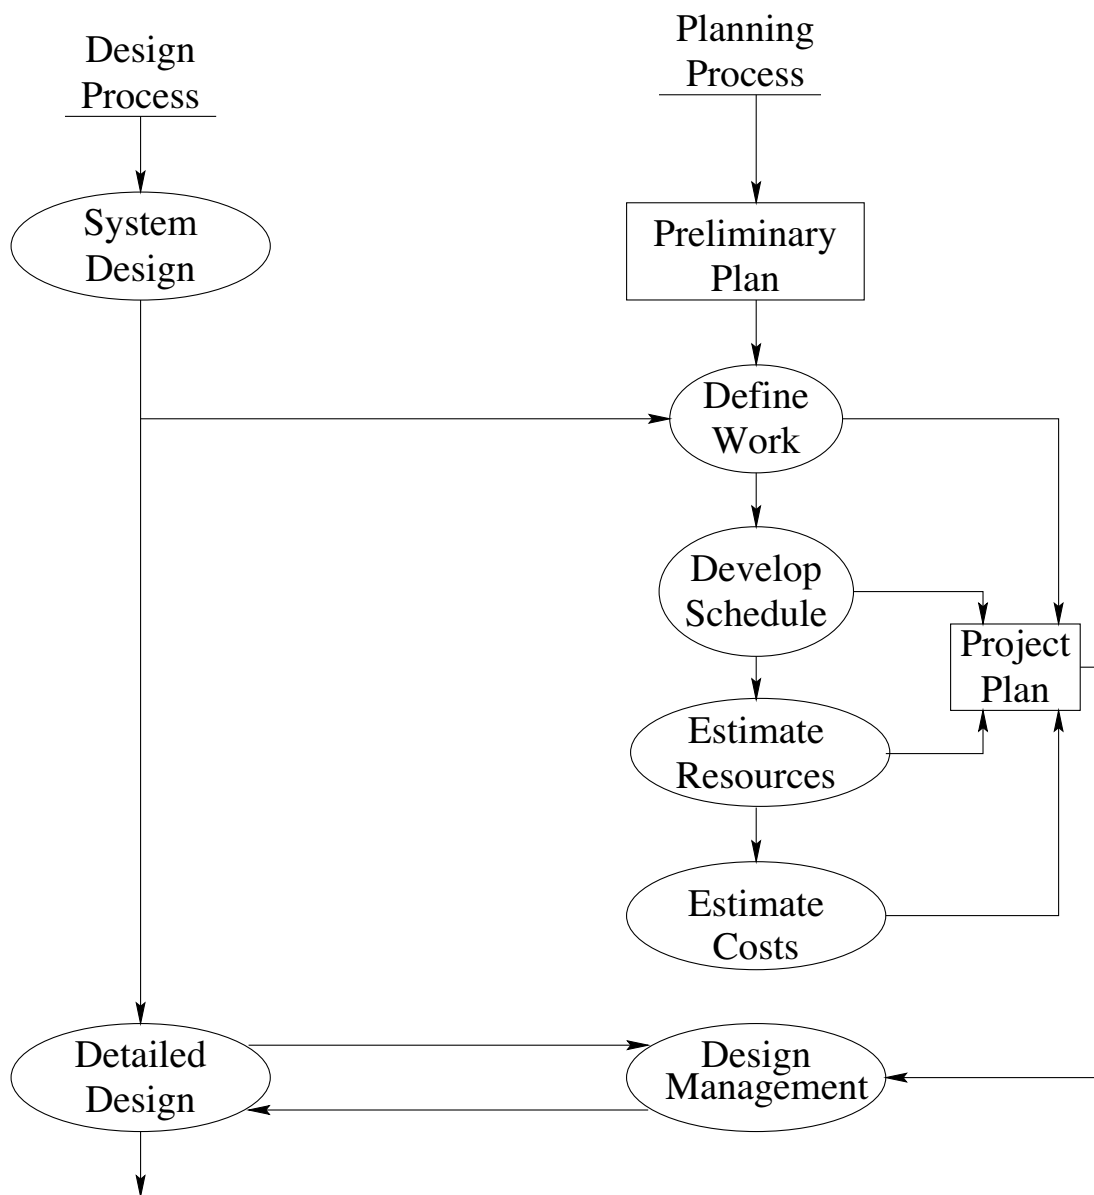 Design
Process
Planning
Process
System
Design
Preliminary
Plan
Define
Work
Develop
Schedule
Project
Plan
Estimate
Resources
Estimate
Costs
Detailed
Design
Design
Management